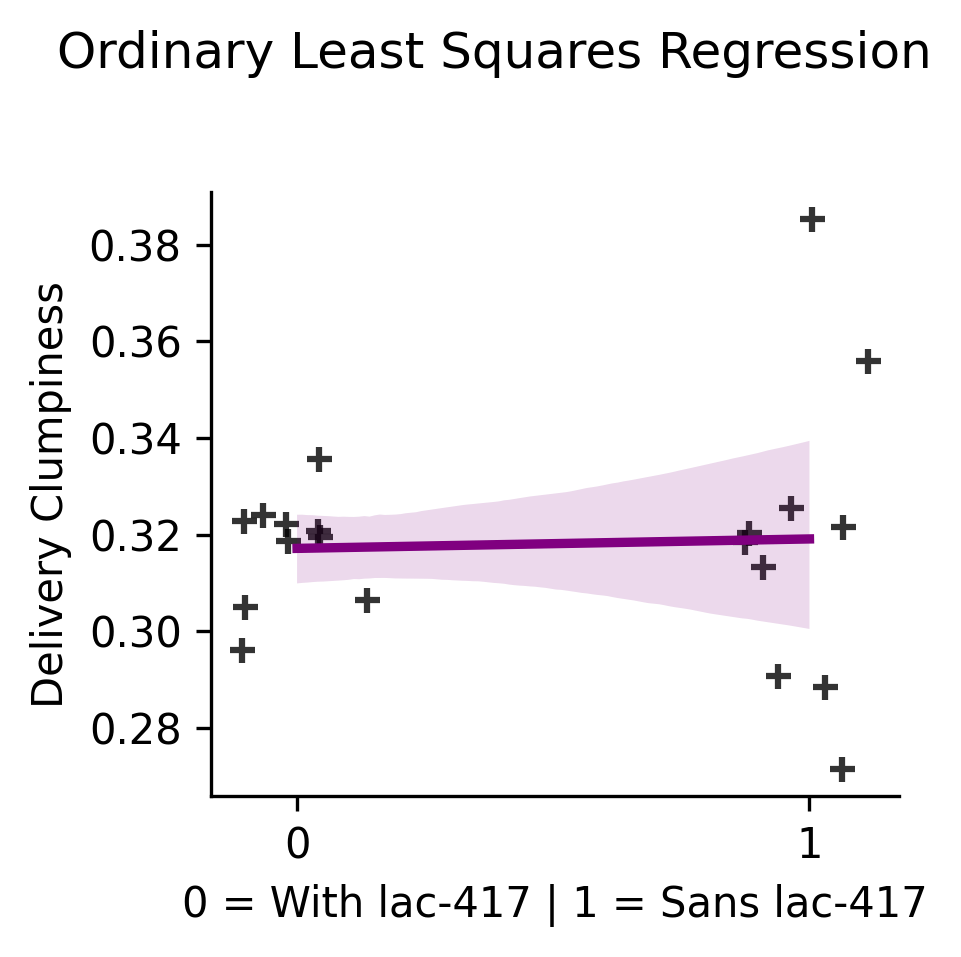 Ordinary Least Squares Regression
Delivery Clumpiness
0.38
0.36
0.34
0.32
0.30
0.28
0
1
0 = With lac-417 | 1 = Sans lac-417